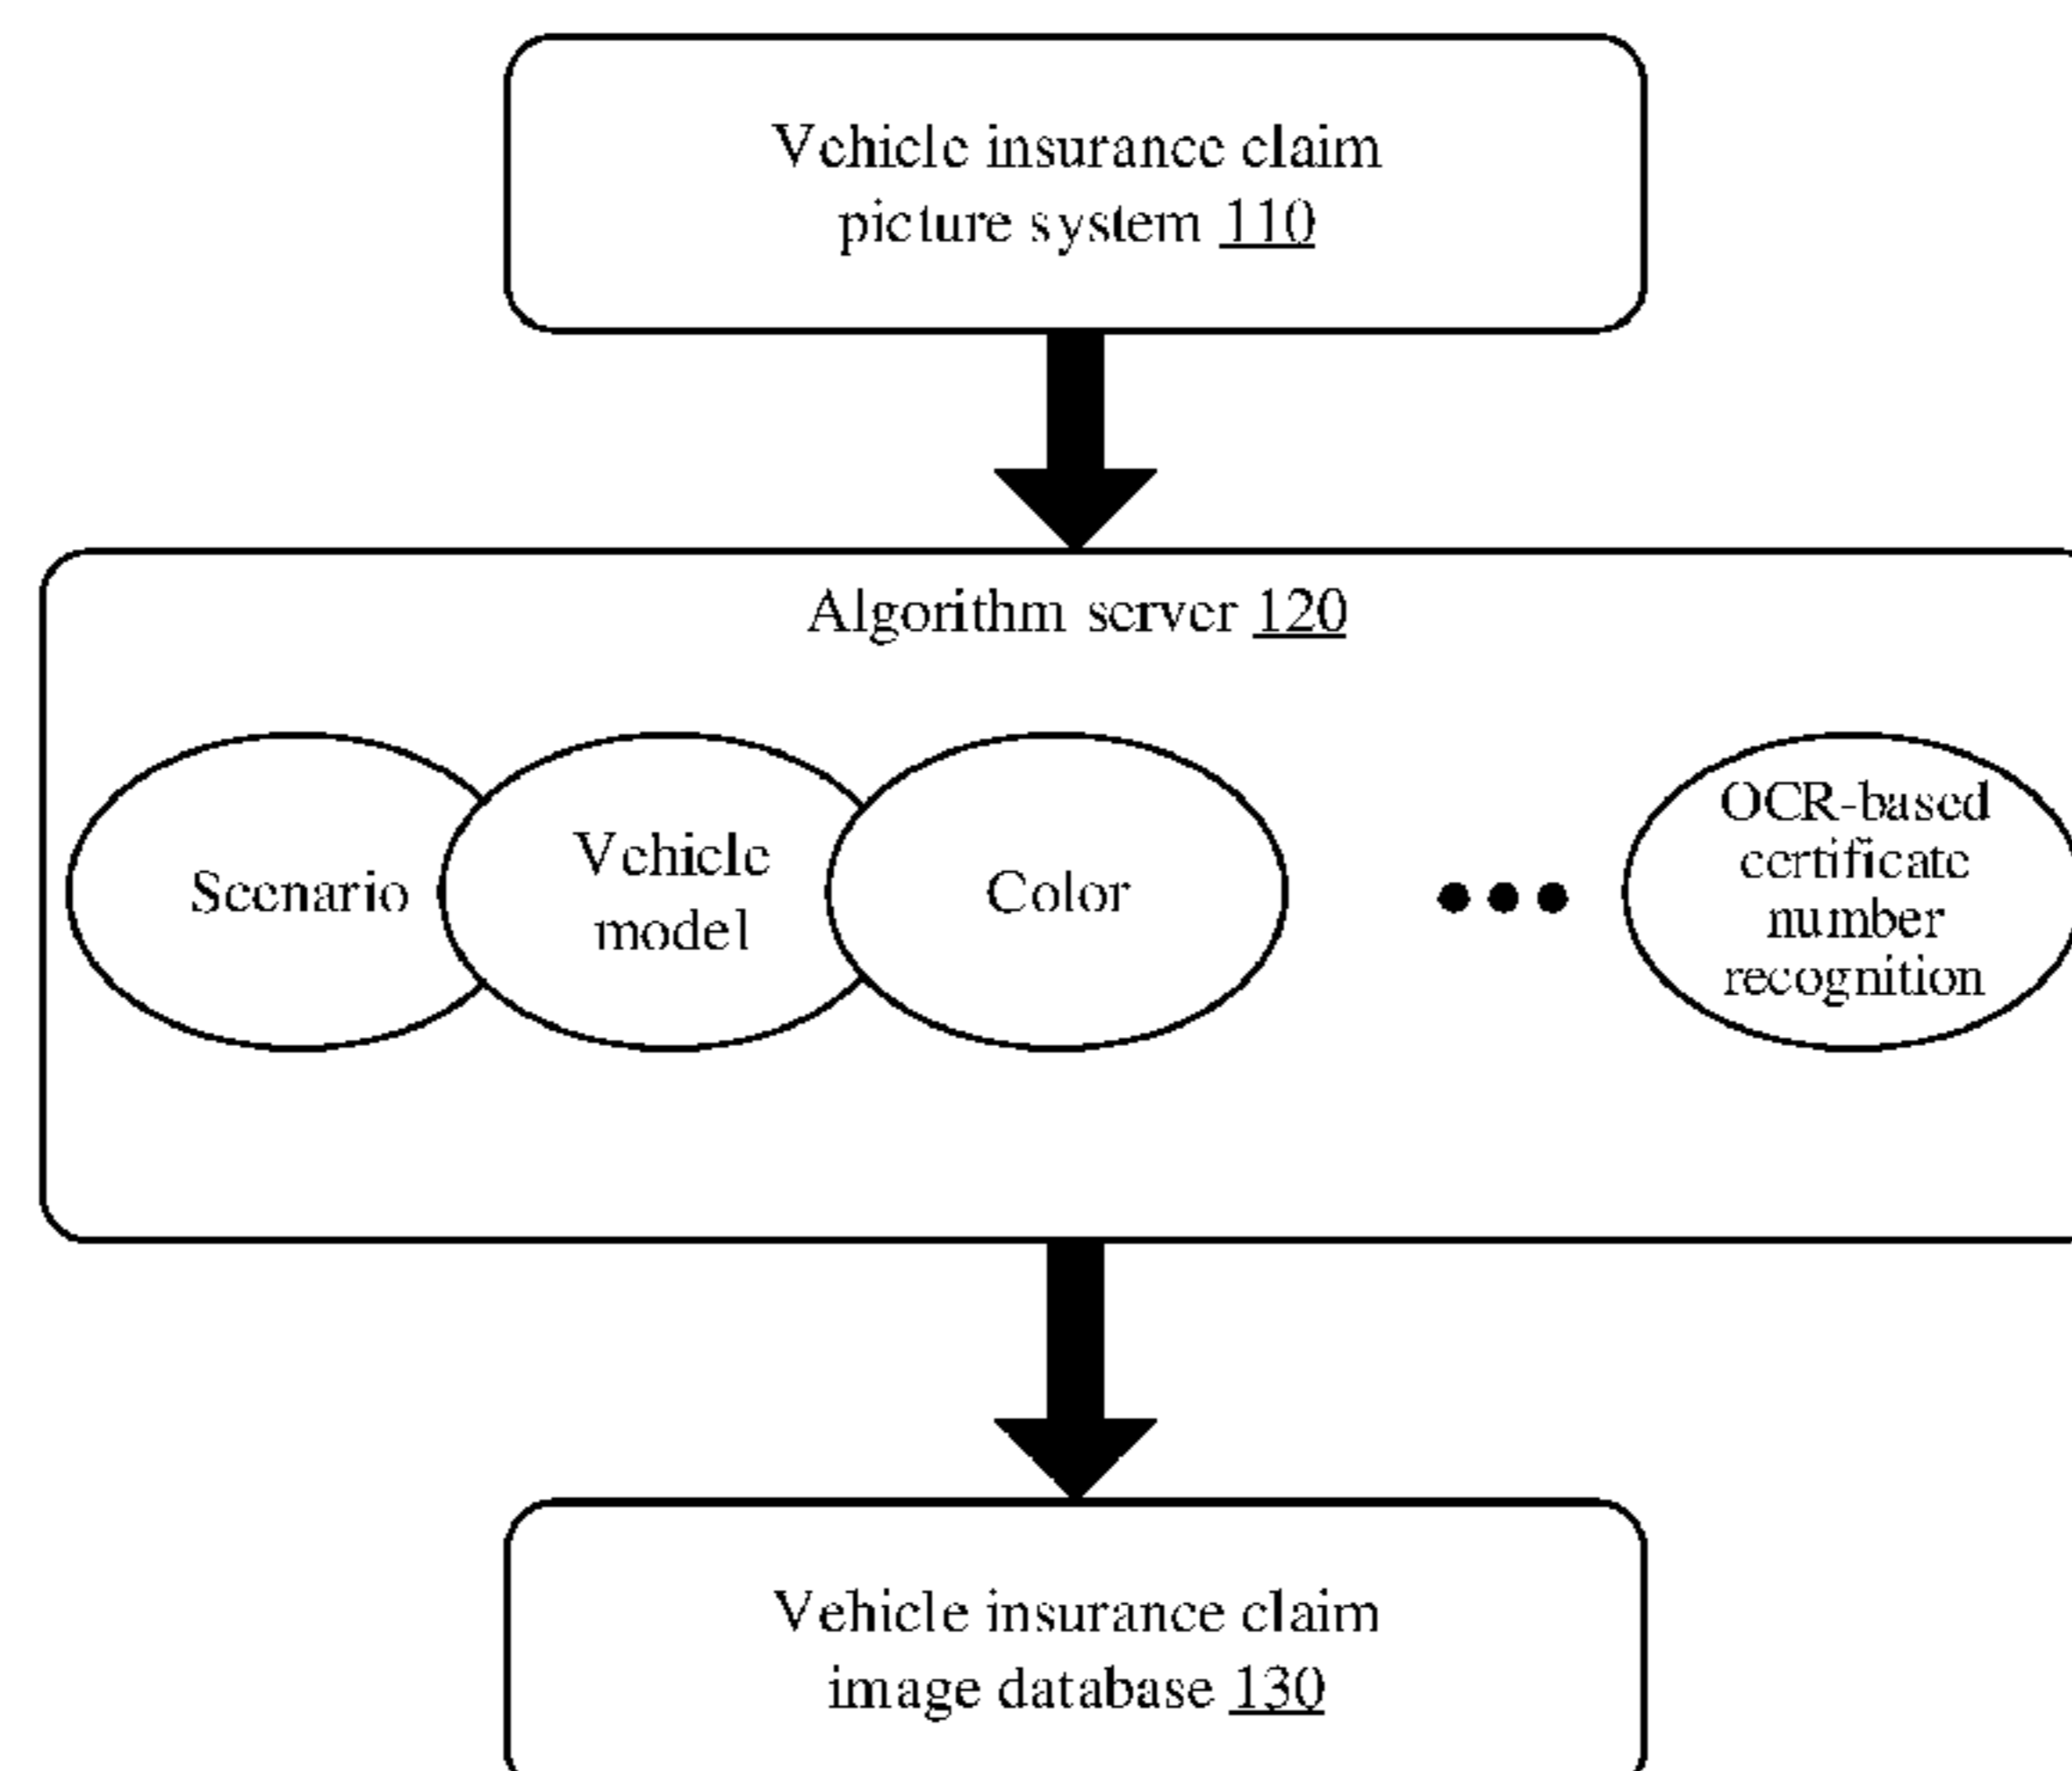 Vehicle insurance claim
picture system 110
Algorithm server 120
Scenario
Vehicle
model
Color
OCR-based
certificate
number
recognition
Vehicle insurance claim
image database 130